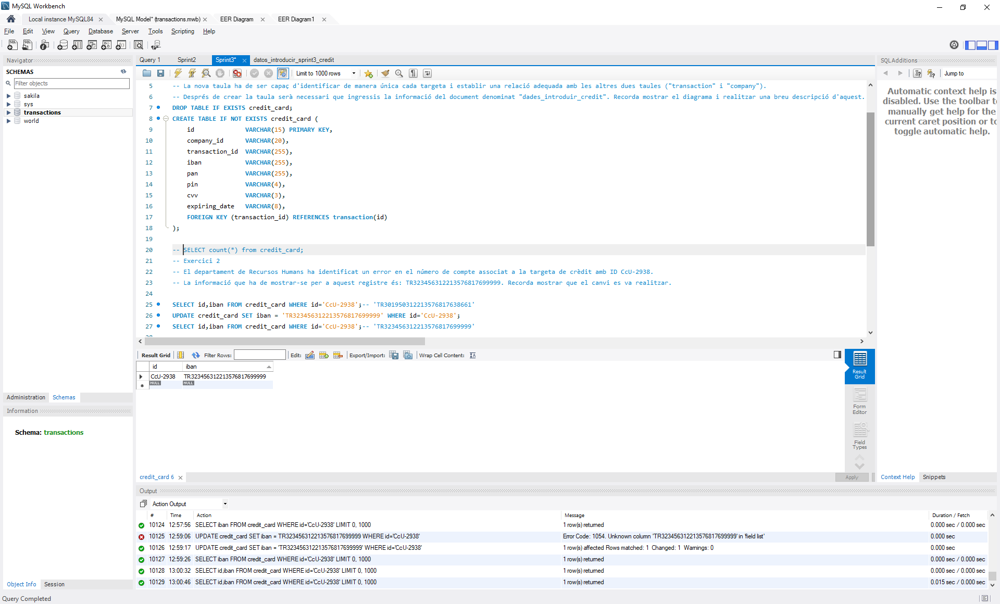 MySQL Workbench
Local instance MySQL84
MySQL Model* (transactions.mwb)
EER Diagram
EER Diagram1
File Edit View Query Database Server Tools Scripting Help
Navigator
SCHEMAS
Filter objects
sakila
sys
transactions
world
Administration Schemas
Information
Schema: transactions
Object Info Session
Query Completed
Query 1 Sprint2 Sprint3* datos_introducir_sprint3_credit
Limit to 1000 rows
5 -- La nova taula ha de ser capaç d'identificar de manera única cada targeta i establir una relació adequada amb les altres dues taules ("transaction" i "company").
6 -- Després de crear la taula serà necessari que ingressis la informació del document denominat "dades_introduir_credit". Recorda mostrar el diagrama i realitzar una breu descripció d'aquest.
7 DROP TABLE IF EXISTS credit_card;
8 CREATE TABLE IF NOT EXISTS credit_card (
9 id VARCHAR(15) PRIMARY KEY,
10 company_id VARCHAR(20),
11 transaction_id VARCHAR(255),
12 iban VARCHAR(255),
13 pan VARCHAR(255),
14 pin VARCHAR(4),
15 cvv VARCHAR(3),
16 expiring_date VARCHAR(8),
17 FOREIGN KEY (transaction_id) REFERENCES transaction(id)
18 );
19
20 -- SELECT count(*) from credit_card;
21 -- Exercici 2
22 -- El departament de Recursos Humans ha identificat un error en el número de compte associat a la targeta de crèdit amb ID CcU-2938.
23 -- La informació que ha de mostrar-se per a aquest registre és: TR323456312213576817699999. Recorda mostrar que el canvi es va realitzar.
24
25 SELECT id,iban FROM credit_card WHERE id='CcU-2938';-- 'TR301950312213576817638661'
26 UPDATE credit_card SET iban = 'TR323456312213576817699999' WHERE id='CcU-2938';
27 SELECT id,iban FROM credit_card WHERE id='CcU-2938';-- 'TR323456312213576817699999'
28
Result Grid Filter Rows: Edit: Export/Import: Wrap Cell Content:
id iban
CcU-2938 TR323456312213576817699999
NULL NULL
Result Grid
Form Editor
Field Types
credit_card 6
Apply
SQLAdditions
Jump to
Automatic context help is
disabled. Use the toolbar t
manually get help for the
current caret position or to
toggle automatic help.
Context Help Snippets
Output
Action Output
# Time Action Message Duration / Fetch
10124 12:57:56 SELECT iban FROM credit_card WHERE id='CcU-2938' LIMIT 0, 1000 1 row(s) returned 0.000 sec / 0.000 sec
10125 12:59:06 UPDATE credit_card SET iban = TR323456312213576817699999 WHERE id='CcU-2938' Error Code: 1054. Unknown column 'TR323456312213576817699999' in 'field list' 0.000 sec
10126 12:59:17 UPDATE credit_card SET iban = 'TR323456312213576817699999' WHERE id='CcU-2938' 1 row(s) affected Rows matched: 1 Changed: 1 Warnings: 0 0.000 sec
10127 12:59:26 SELECT iban FROM credit_card WHERE id='CcU-2938' LIMIT 0, 1000 1 row(s) returned 0.000 sec / 0.000 sec
10128 13:00:32 SELECT id,iban FROM credit_card WHERE id='CcU-2938' LIMIT 0, 1000 1 row(s) returned 0.000 sec / 0.000 sec
10129 13:00:46 SELECT id,iban FROM credit_card WHERE id='CcU-2938' LIMIT 0, 1000 1 row(s) returned 0.015 sec / 0.000 sec